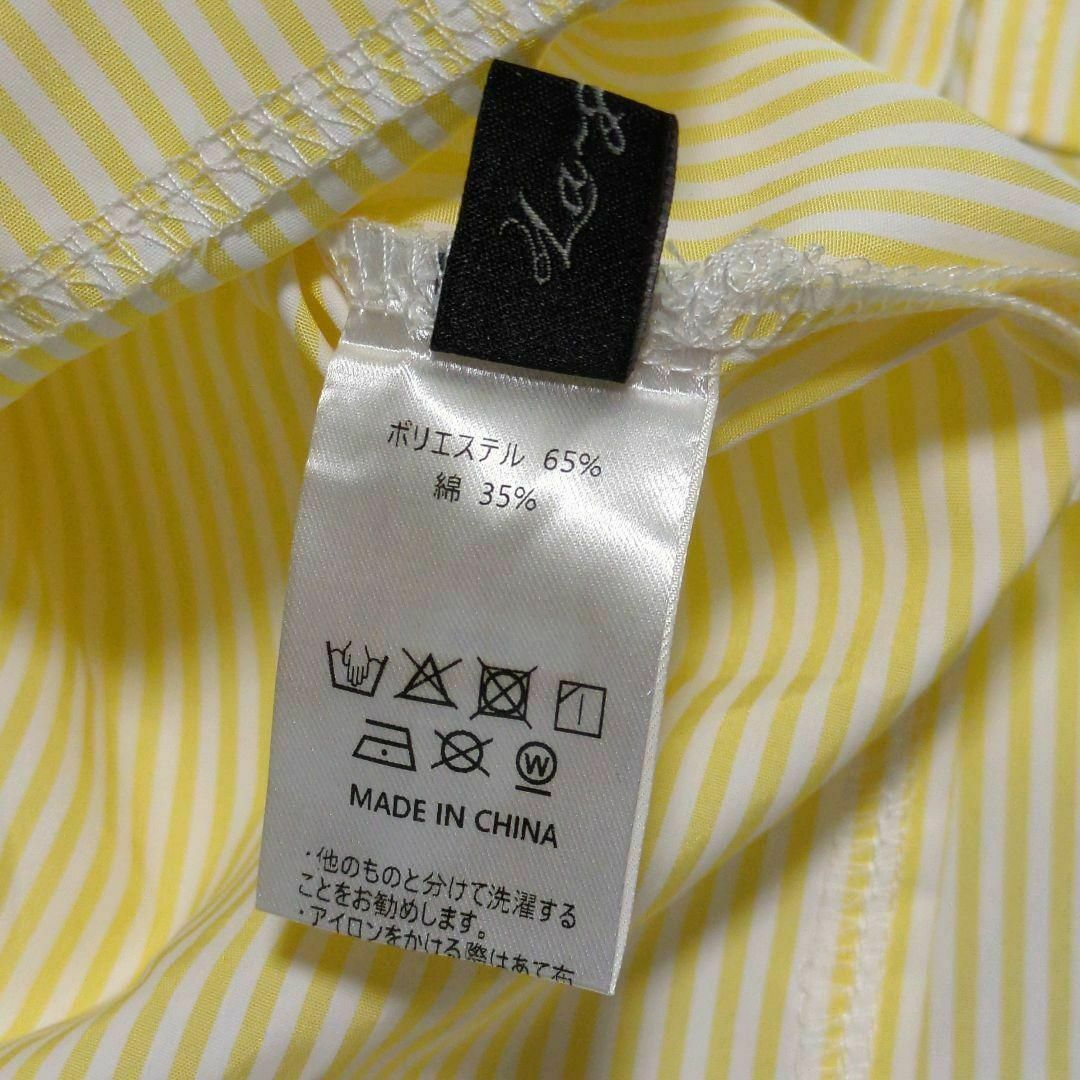 ポリエステル 65%
綿 35%
W
MADE IN CHINA
・他のものと分けて洗濯する
ことをお勧めします。
・アイロンをかける際はあて布